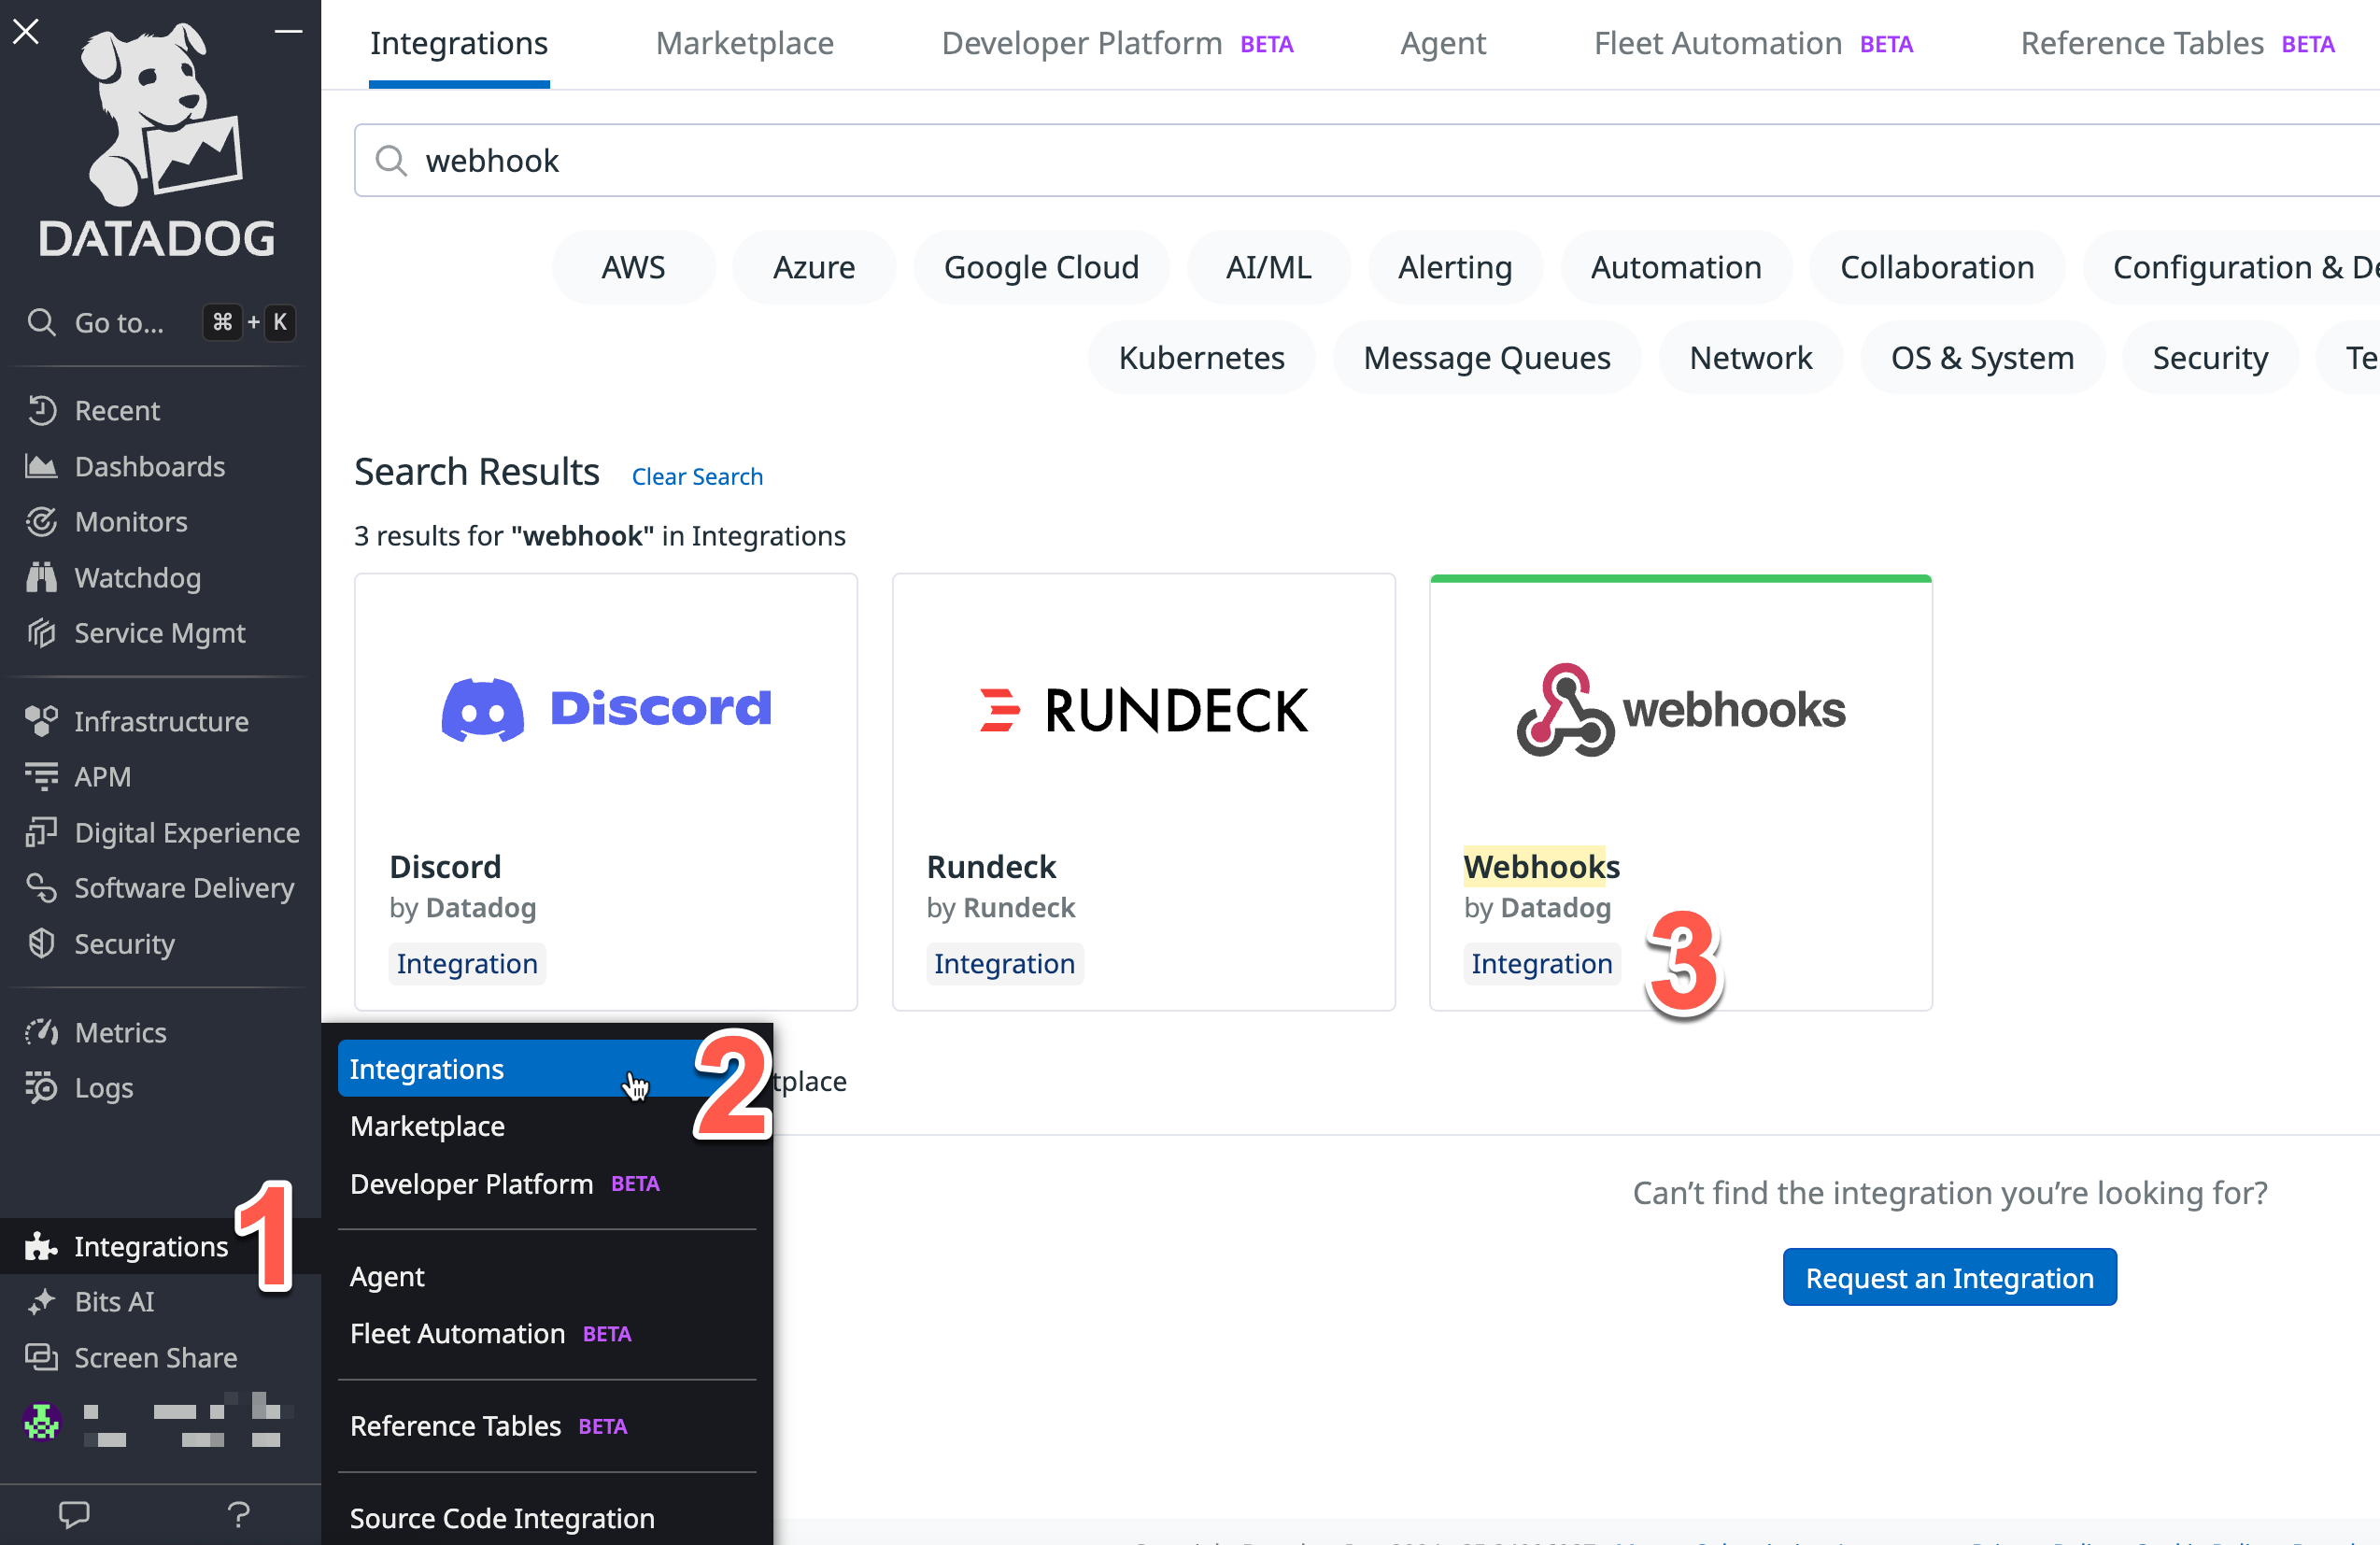 DATADOG
Go to... ⌘ + K
Recent
Dashboards
Monitors
Watchdog
Service Mgmt
Infrastructure
APM
Digital Experience
Software Delivery
Security
Metrics
Logs
Integrations
1
Bits AI
Screen Share
?
Integrations Marketplace Developer Platform BETA Agent Fleet Automation BETA Reference Tables BETA
webhook
AWS Azure Google Cloud AI/ML Alerting Automation Collaboration Configuration & De
Kubernetes Message Queues Network OS & System Security Te
Search Results Clear Search
3 results for "webhook" in Integrations
Discord
Discord
by Datadog
Integration
RUNDECK
Rundeck
by Rundeck
Integration
webhooks
Webhooks
by Datadog
Integration
3
Integrations
2
tplace
Marketplace
Developer Platform BETA
Agent
Fleet Automation BETA
Reference Tables BETA
Source Code Integration
Can't find the integration you're looking for?
Request an Integration